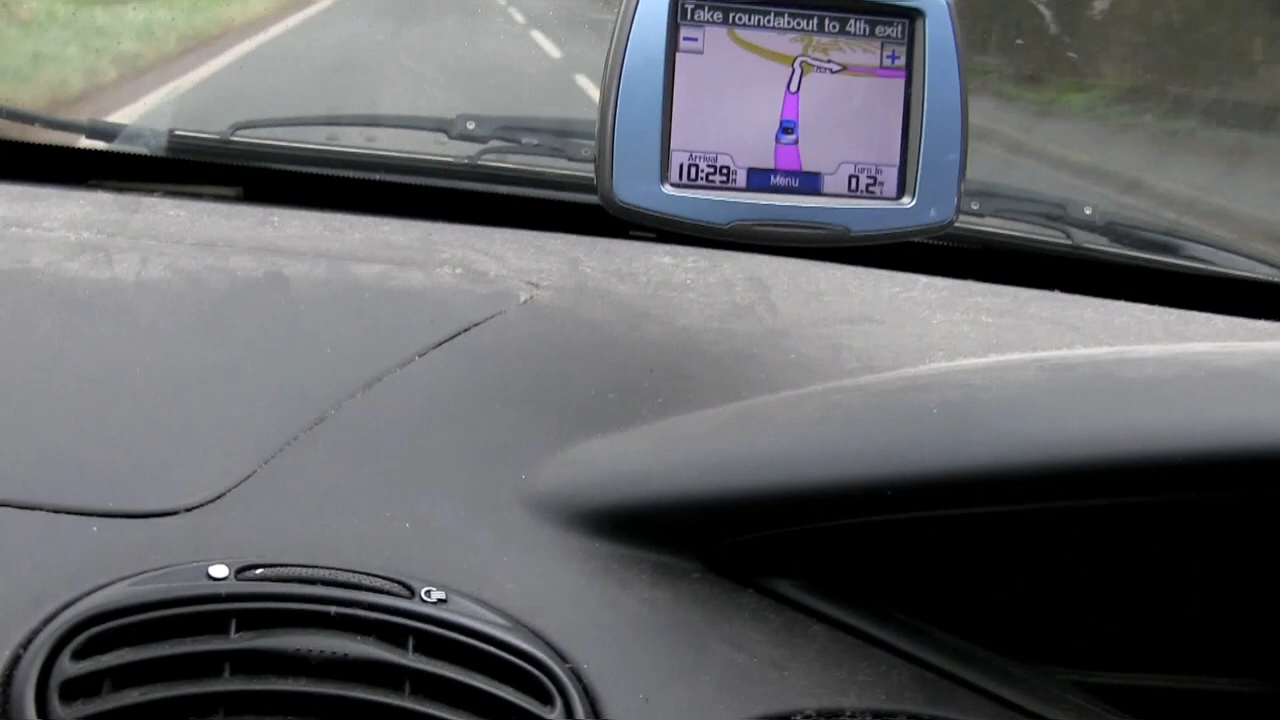 Take roundabout to 4th exit
Arrival
10:29
Menu
Turn In
0.2